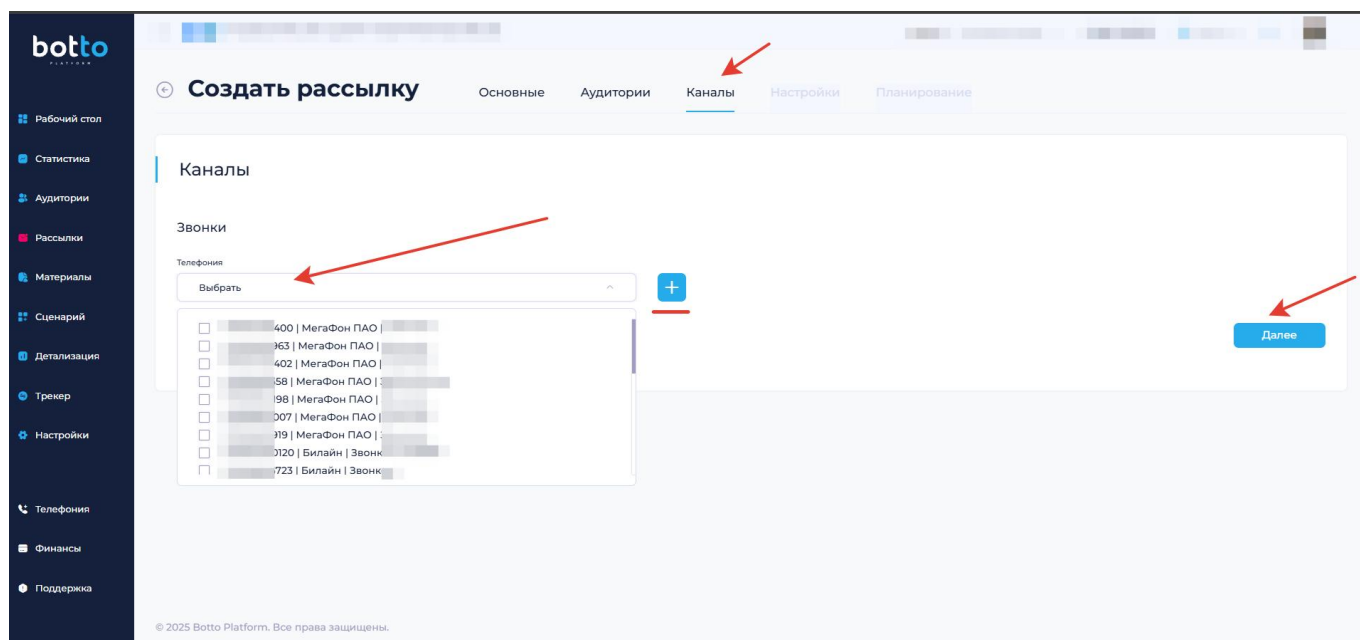 botto
PLATFORM
Создать рассылку
Основные
Аудитории
Каналы
Настройки
Планирование
Рабочий стол
Статистика
Аудитории
Рассылки
Материалы
Сценарий
Детализация
Трекер
Настройки
Телефония
Финансы
Поддержка
Каналы
Звонки
Телефония
Выбрать
400 | МегаФон ПАО |
963 | МегаФон ПАО |
402 | МегаФон ПАО |
58 | МегаФон ПАО |
98 | МегаФон ПАО |
007 | МегаФон ПАО |
919 | МегаФон ПАО |
0120 | Билайн | Звонк
723 | Билайн | Звонк
Далее
© 2025 Botto Platform. Все права защищены.